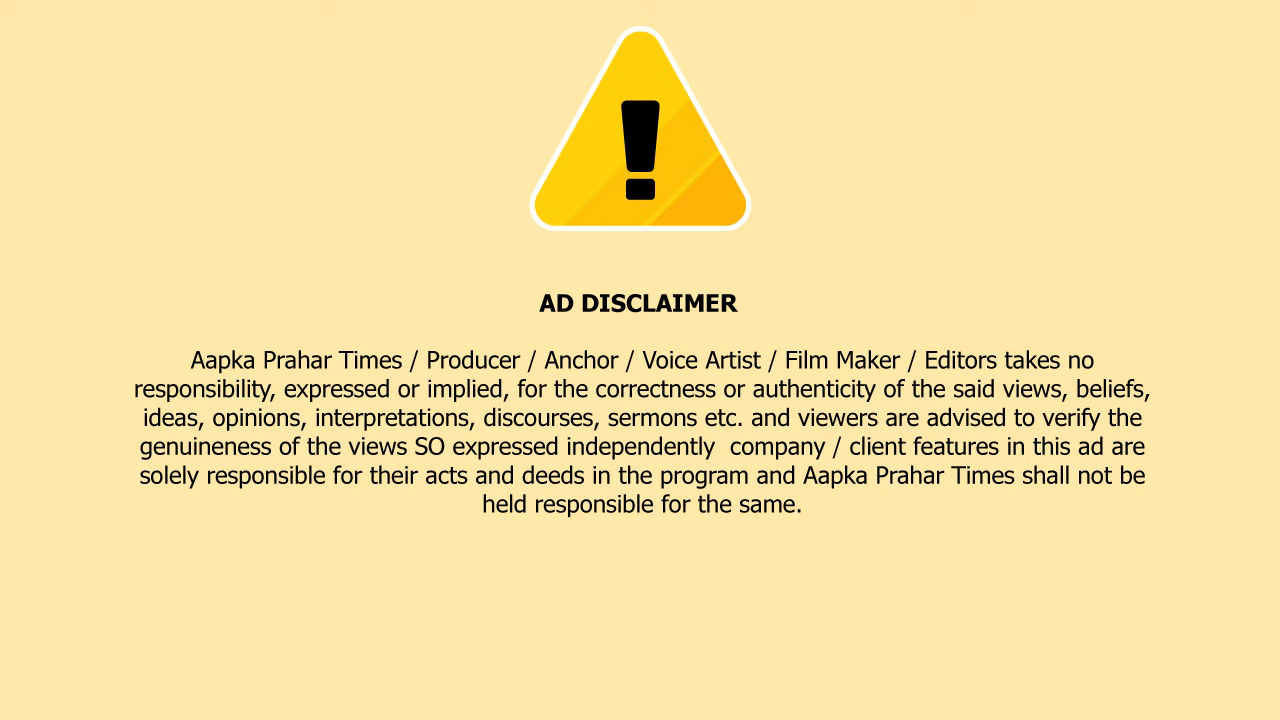 AD DISCLAIMER
Aapka Prahar Times / Producer / Anchor / Voice Artist / Film Maker / Editors takes no
responsibility, expressed or implied, for the correctness or authenticity of the said views, beliefs,
ideas, opinions, interpretations, discourses, sermons etc. and viewers are advised to verify the
genuineness of the views SO expressed independently  company / client features in this ad are
solely responsible for their acts and deeds in the program and Aapka Prahar Times shall not be
held responsible for the same.